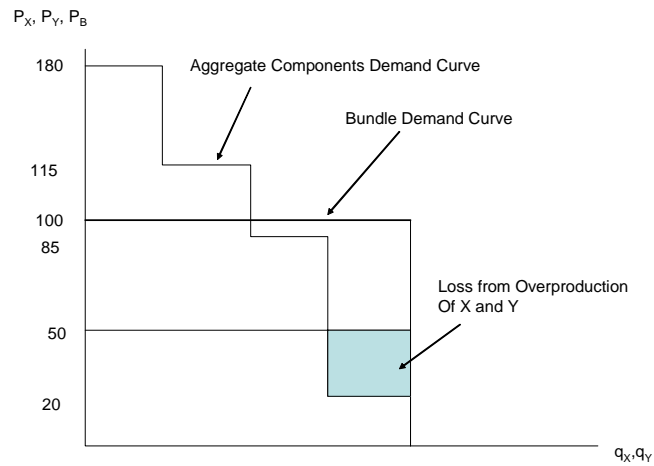 P_X, P_Y, P_B
180
Aggregate Components Demand Curve
Bundle Demand Curve
115
100
85
Loss from Overproduction
Of X and Y
50
20
q_X,q_Y